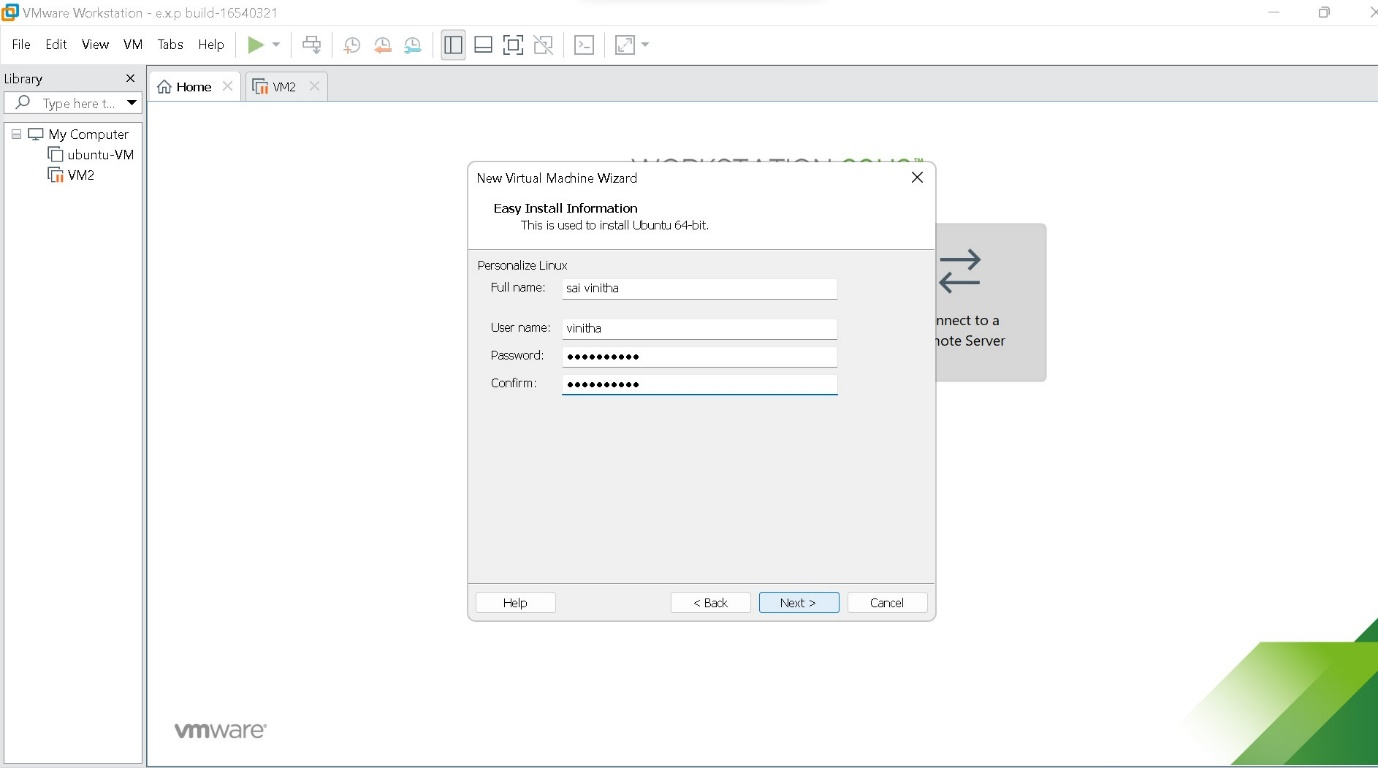 VMware Workstation - e.x.p build-16540321
File Edit View VM Tabs Help
Library
Type here t...
Home
VM2
My Computer
ubuntu-VM
VM2
New Virtual Machine Wizard
Easy Install Information
This is used to install Ubuntu 64-bit.
Personalize Linux
Full name: sai vinitha
User name: vinitha
Password: ●●●●●●●●●●
Confirm: ●●●●●●●●●●
nnect to a
note Server
Help < Back Next > Cancel
vmware®